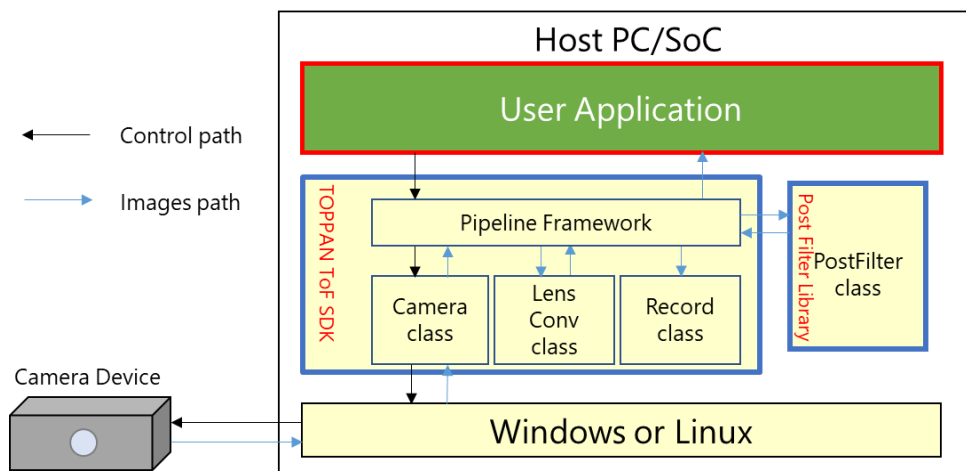 Host PC/SoC
User Application
Control path
Images path
TOPPAN ToF SDK
Pipeline Framework
Post Filter Library
PostFilter
class
Camera
class
Lens
Conv
class
Record
class
Camera Device
Windows or Linux